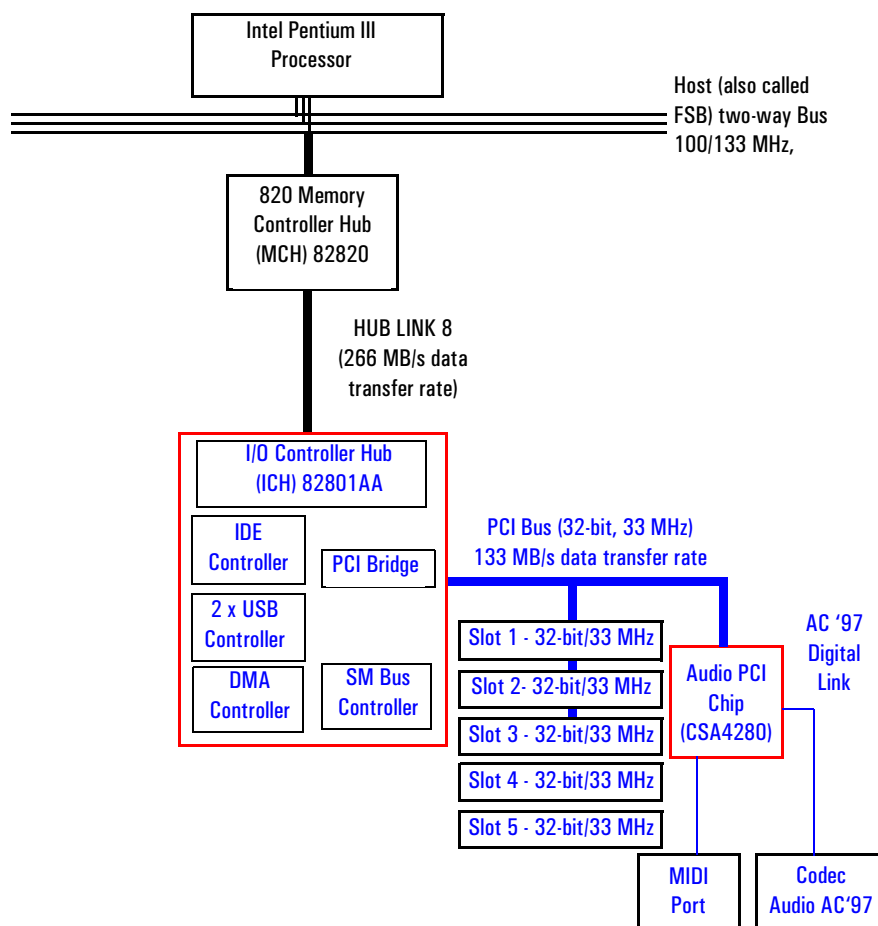 Intel Pentium III
Processor
Host (also called
FSB) two-way Bus
100/133 MHz,
820 Memory
Controller Hub
(MCH) 82820
HUB LINK 8
(266 MB/s data
transfer rate)
I/O Controller Hub
(ICH) 82801AA
IDE
Controller
PCI Bridge
2 x USB
Controller
DMA
Controller
SM Bus
Controller
PCI Bus (32-bit, 33 MHz)
133 MB/s data transfer rate
Slot 1 - 32-bit/33 MHz
Slot 2- 32-bit/33 MHz
Slot 3 - 32-bit/33 MHz
Slot 4 - 32-bit/33 MHz
Slot 5 - 32-bit/33 MHz
Audio PCI
Chip
(CSA4280)
AC ‘97
Digital
Link
MIDI
Port
Codec
Audio AC‘97